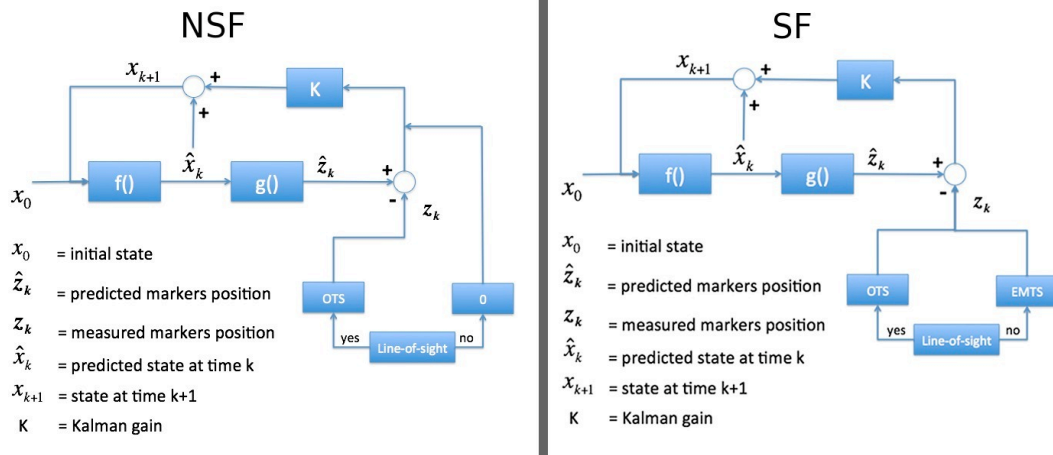 NSF
x_{k+1}
+
K
+
x̂_k
ẑ_k
+
f()
g()
x_0
-
z_k
x_0 = initial state
ẑ_k = predicted markers position
z_k = measured markers position
x̂_k = predicted state at time k
x_{k+1} = state at time k+1
K = Kalman gain
OTS
0
yes
Line-of-sight
no
SF
x_{k+1}
+
K
+
x̂_k
ẑ_k
+
f()
g()
x_0
-
z_k
x_0 = initial state
ẑ_k = predicted markers position
z_k = measured markers position
x̂_k = predicted state at time k
x_{k+1} = state at time k+1
K = Kalman gain
OTS
EMTS
yes
Line-of-sight
no